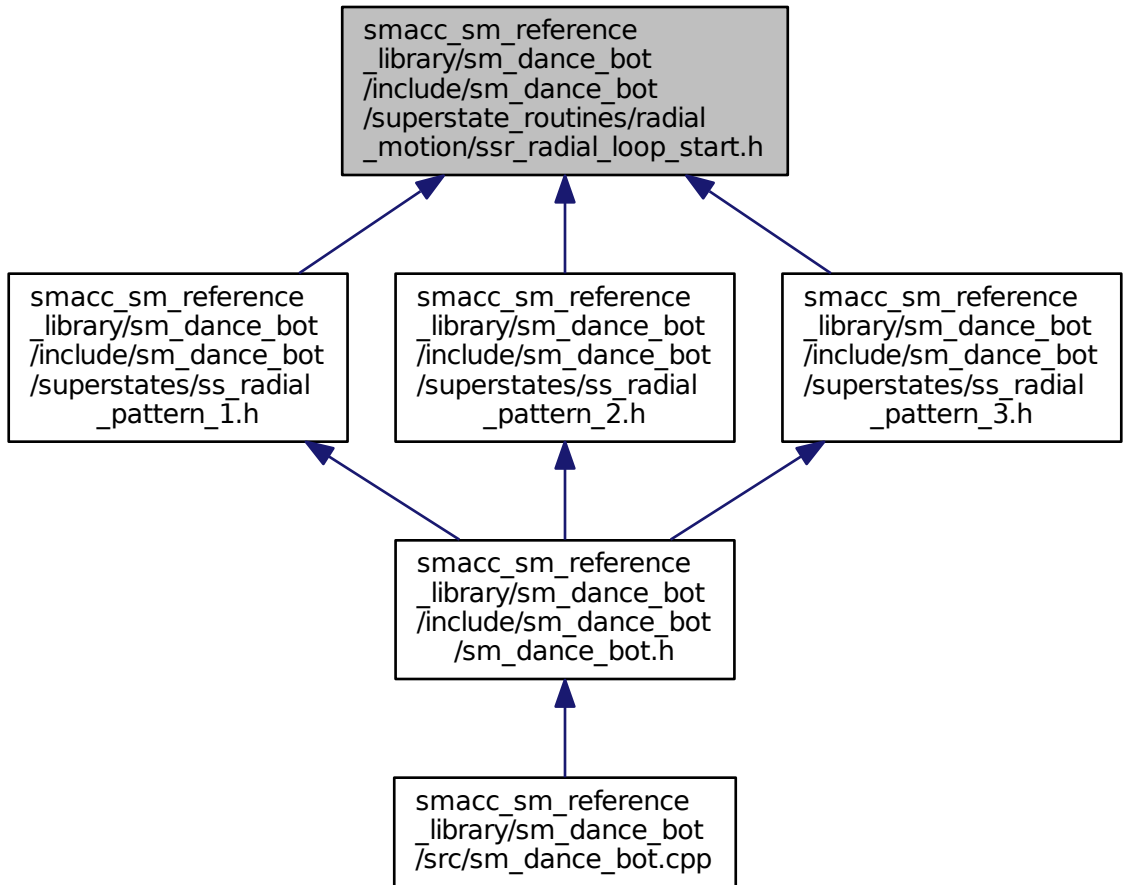 smacc_sm_reference
_library/sm_dance_bot
/include/sm_dance_bot
/superstate_routines/radial
_motion/ssr_radial_loop_start.h
smacc_sm_reference
_library/sm_dance_bot
/include/sm_dance_bot
/superstates/ss_radial
_pattern_1.h
smacc_sm_reference
_library/sm_dance_bot
/include/sm_dance_bot
/superstates/ss_radial
_pattern_2.h
smacc_sm_reference
_library/sm_dance_bot
/include/sm_dance_bot
/superstates/ss_radial
_pattern_3.h
smacc_sm_reference
_library/sm_dance_bot
/include/sm_dance_bot
/sm_dance_bot.h
smacc_sm_reference
_library/sm_dance_bot
/src/sm_dance_bot.cpp